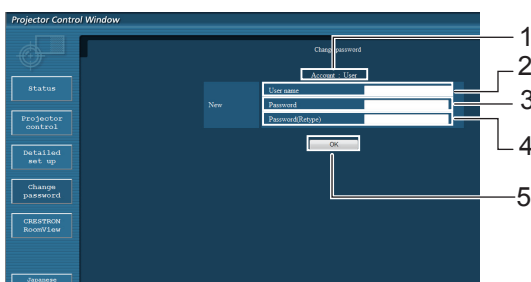 Projector Control Window
Change password
1
Account : User
2
Status
User name
New
Password
3
Password(Retype)
Projector
control
OK
4
Detailed
set up
Change
password
5
CRESTRON
RoomView
Japanese